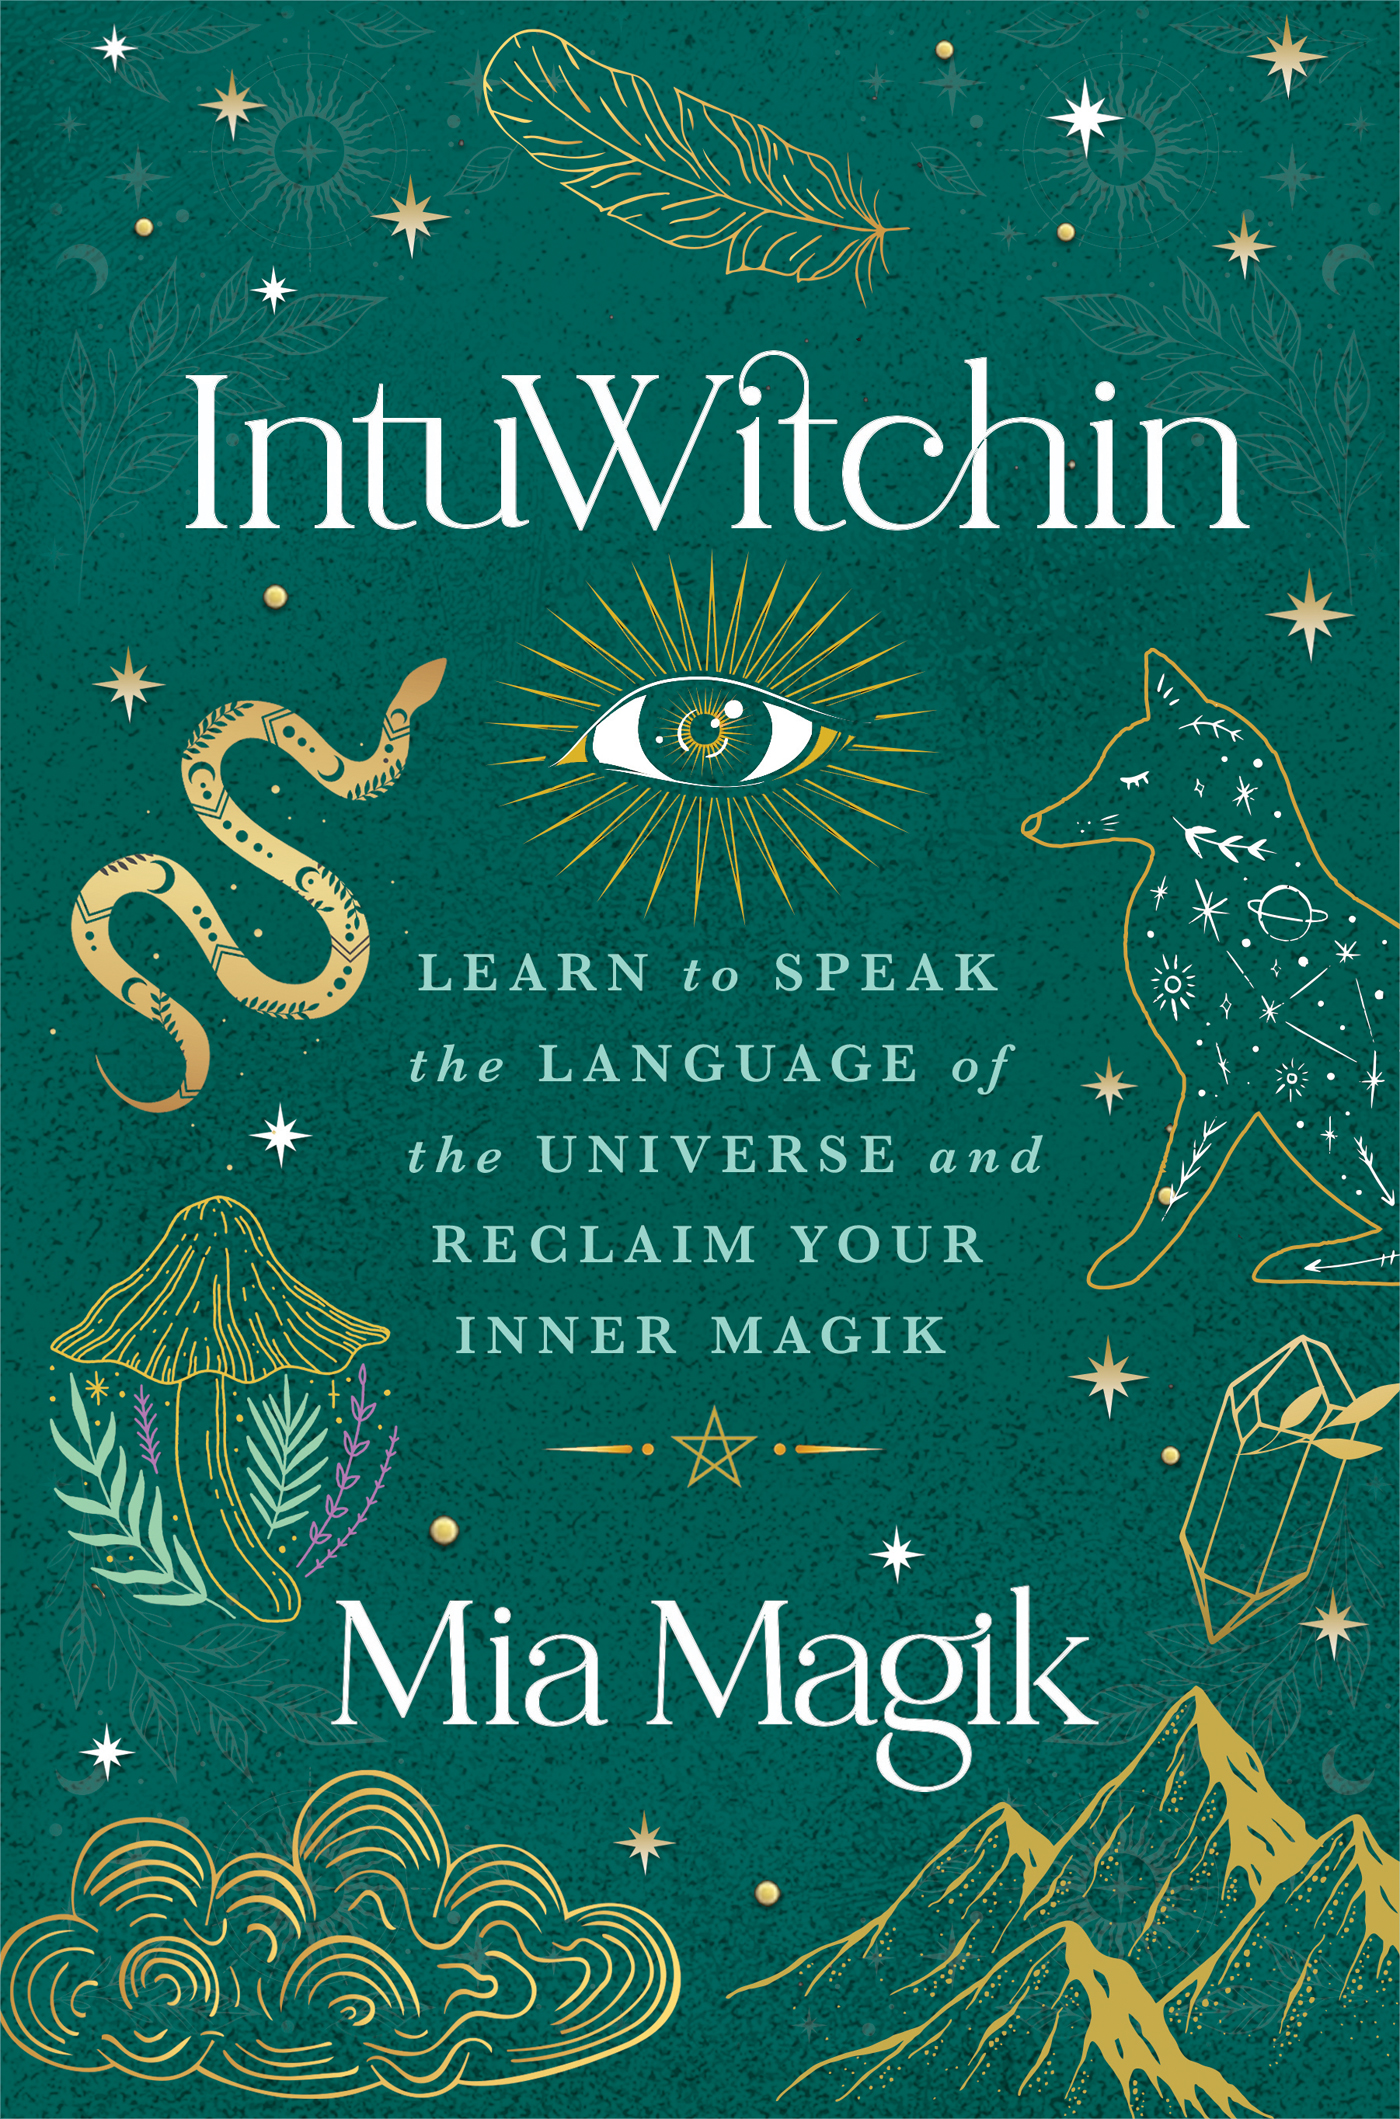 IntuWitchin
LEARN to SPEAK
the LANGUAGE of
the UNIVERSE and
RECLAIM YOUR
INNER MAGIK
Mia Magik